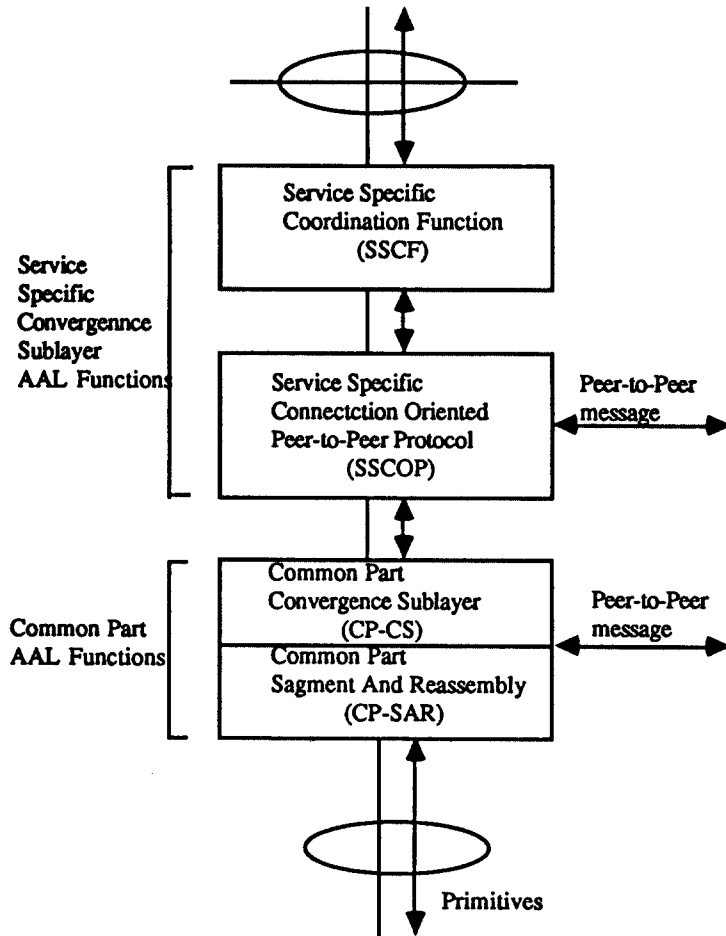 Service Specific
Coordination Function
(SSCF)
Service
Specific
Convergennce
Sublayer
AAL Functions
Service Specific
Connectction Oriented
Peer-to-Peer Protocol
(SSCOP)
Peer-to-Peer
message
Common Part
Convergence Sublayer
(CP-CS)
Common Part
Sagment And Reassembly
(CP-SAR)
Common Part
AAL Functions
Peer-to-Peer
message
Primitives